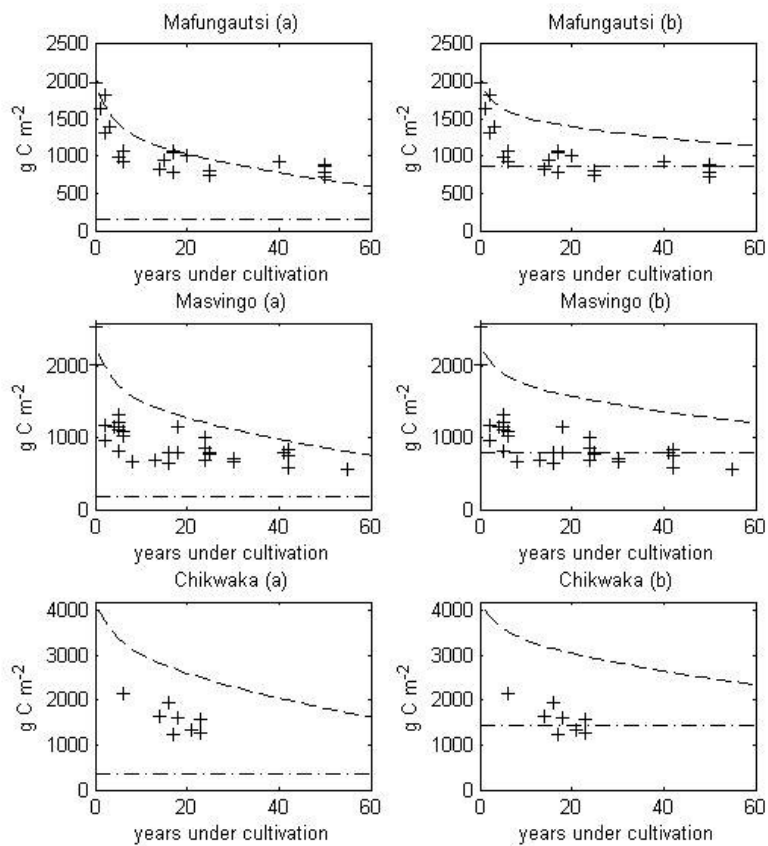 Mafungautsi (a)
Mafungautsi (b)
2500
2000
1500
1000
500
0
g C m-2
0 20 40 60
years under cultivation
2500
2000
1500
1000
500
0
g C m-2
0 20 40 60
years under cultivation
Masvingo (a)
Masvingo (b)
2000
1000
0
g C m-2
0 20 40 60
years under cultivation
2000
1000
0
g C m-2
0 20 40 60
years under cultivation
Chikwaka (a)
Chikwaka (b)
4000
3000
2000
1000
0
g C m-2
0 20 40 60
years under cultivation
4000
3000
2000
1000
0
g C m-2
0 20 40 60
years under cultivation